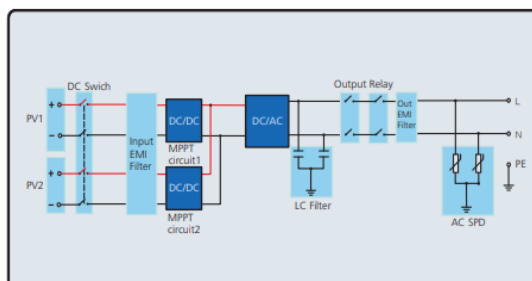 DC Swich
Output Relay
PV1
+
−
Input
EMI
Filter
DC/DC
MPPT
circuit1
DC/AC
Out
EMI
Filter
L
N
PE
PV2
+
−
DC/DC
MPPT
circuit2
LC Filter
AC SPD